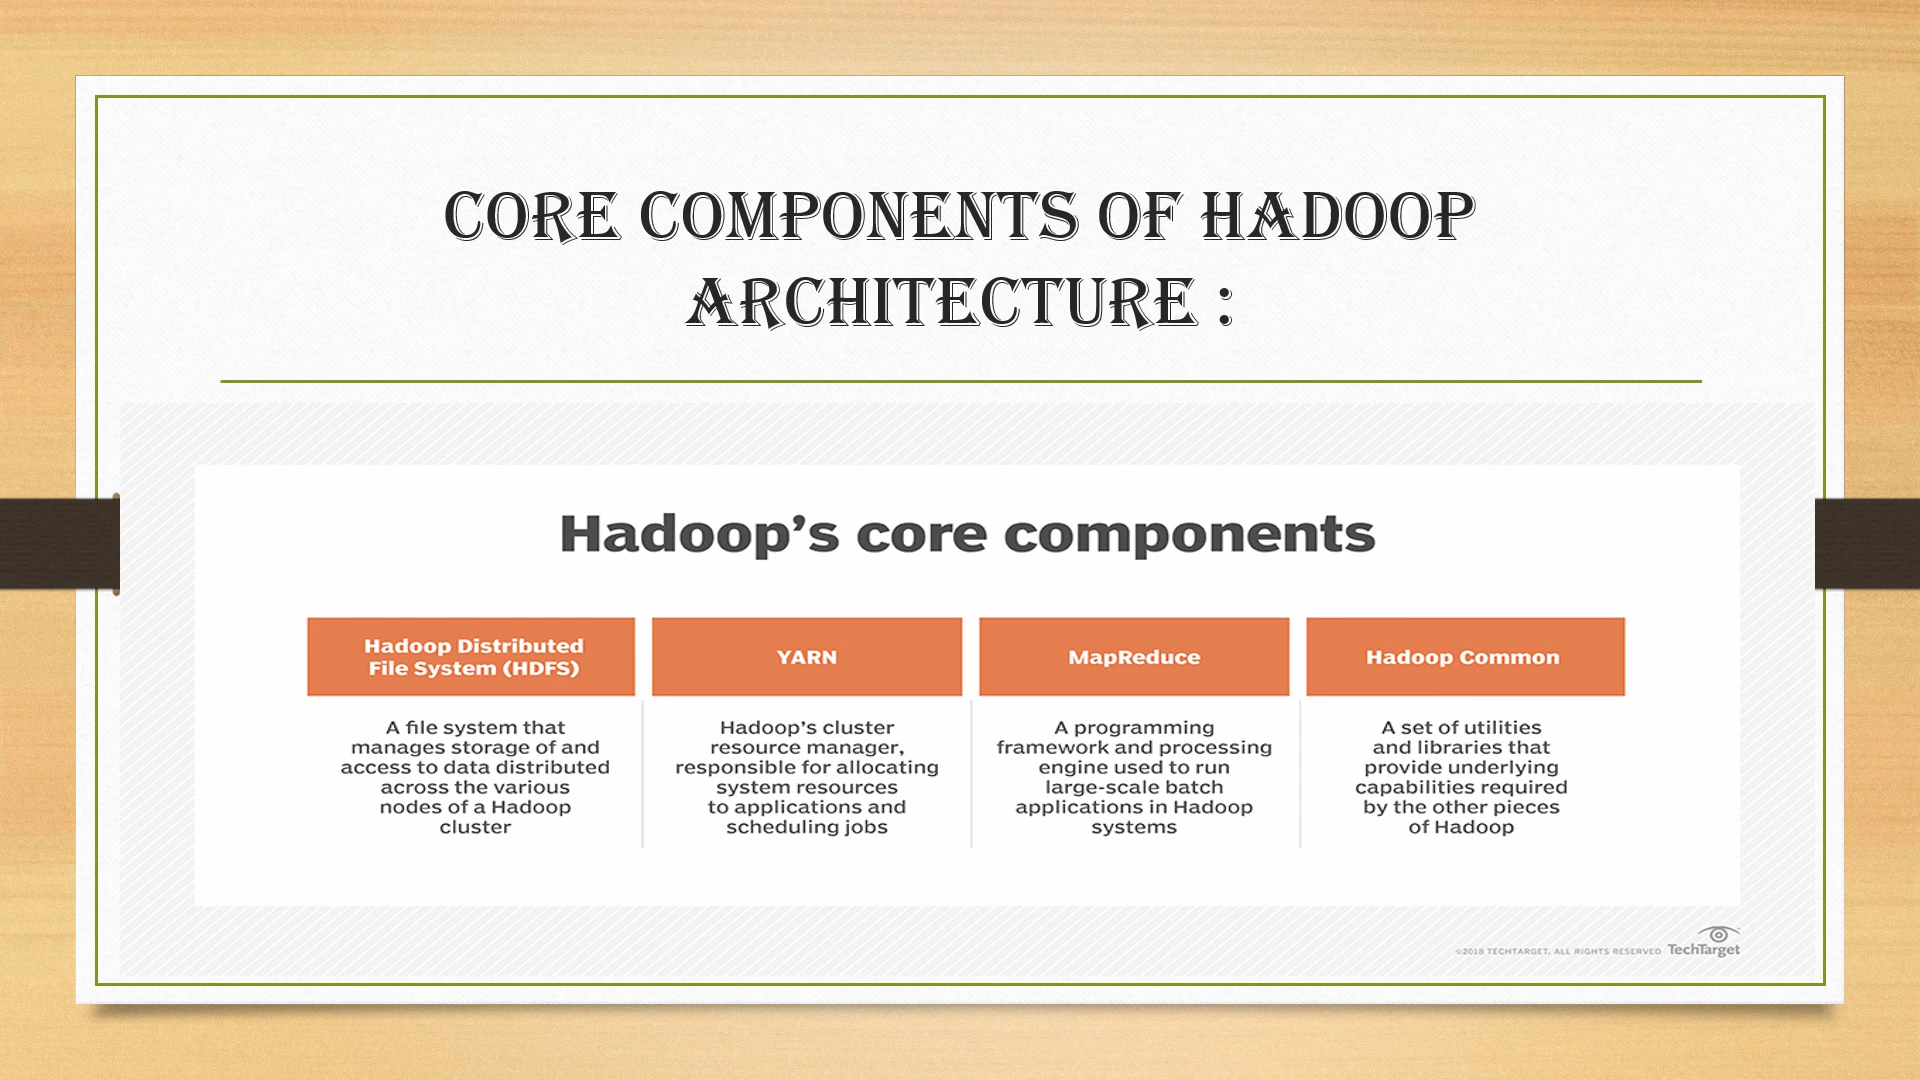 CORE COMPONENTS OF HADOOP
ARCHITECTURE :
Hadoop’s core components
Hadoop Distributed
File System (HDFS)
A file system that
manages storage of and
access to data distributed
across the various
nodes of a Hadoop
cluster
YARN
Hadoop’s cluster
resource manager,
responsible for allocating
system resources
to applications and
scheduling jobs
MapReduce
A programming
framework and processing
engine used to run
large-scale batch
applications in Hadoop
systems
Hadoop Common
A set of utilities
and libraries that
provide underlying
capabilities required
by the other pieces
of Hadoop
©2018 TECHTARGET. ALL RIGHTS RESERVED TechTarget